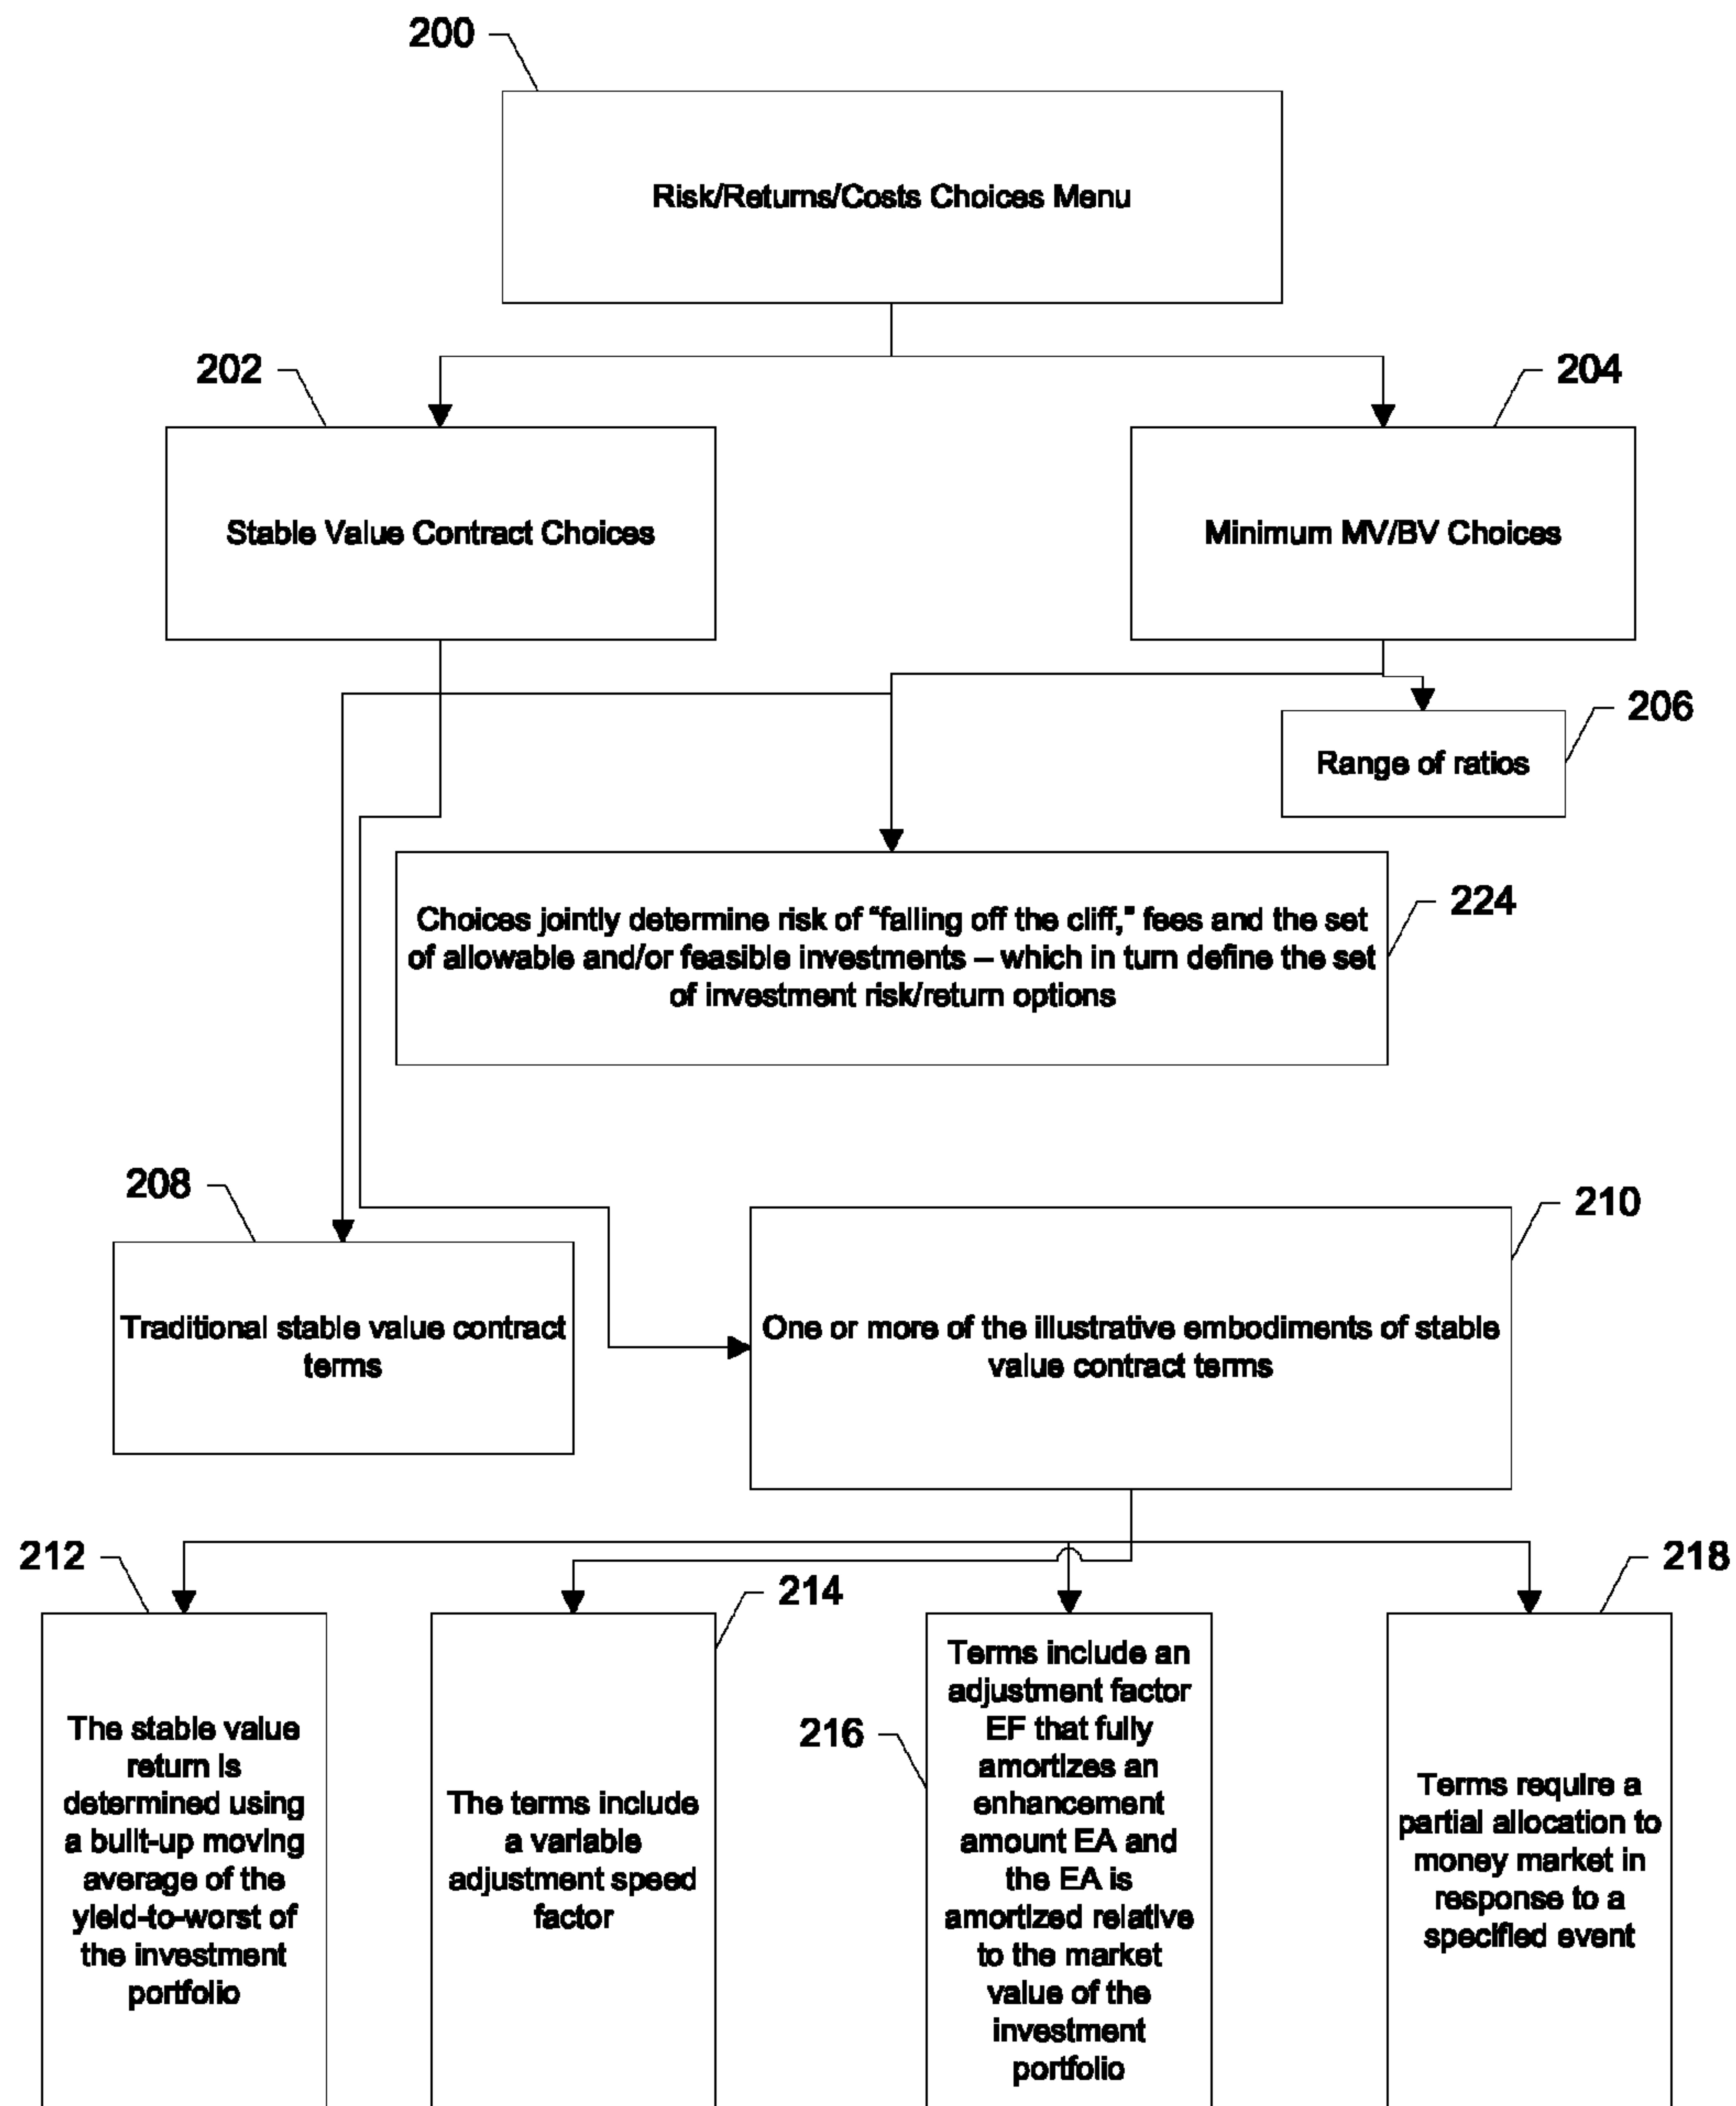 200
Risk/Returns/Costs Choices Menu
202
204
Stable Value Contract Choices
Minimum MV/BV Choices
206
Range of ratios
224
Choices jointly determine risk of “falling off the cliff,” fees and the set
of allowable and/or feasible investments – which in turn define the set
of investment risk/return options
208
210
Traditional stable value contract
terms
One or more of the illustrative embodiments of stable
value contract terms
212
The stable value
return is
determined using
a built-up moving
average of the
yield-to-worst of
the investment
portfolio
214
The terms include
a variable
adjustment speed
factor
216
Terms include an
adjustment factor
EF that fully
amortizes an
enhancement
amount EA and
the EA is
amortized relative
to the market
value of the
investment
portfolio
218
Terms require a
partial allocation to
money market in
response to a
specified event